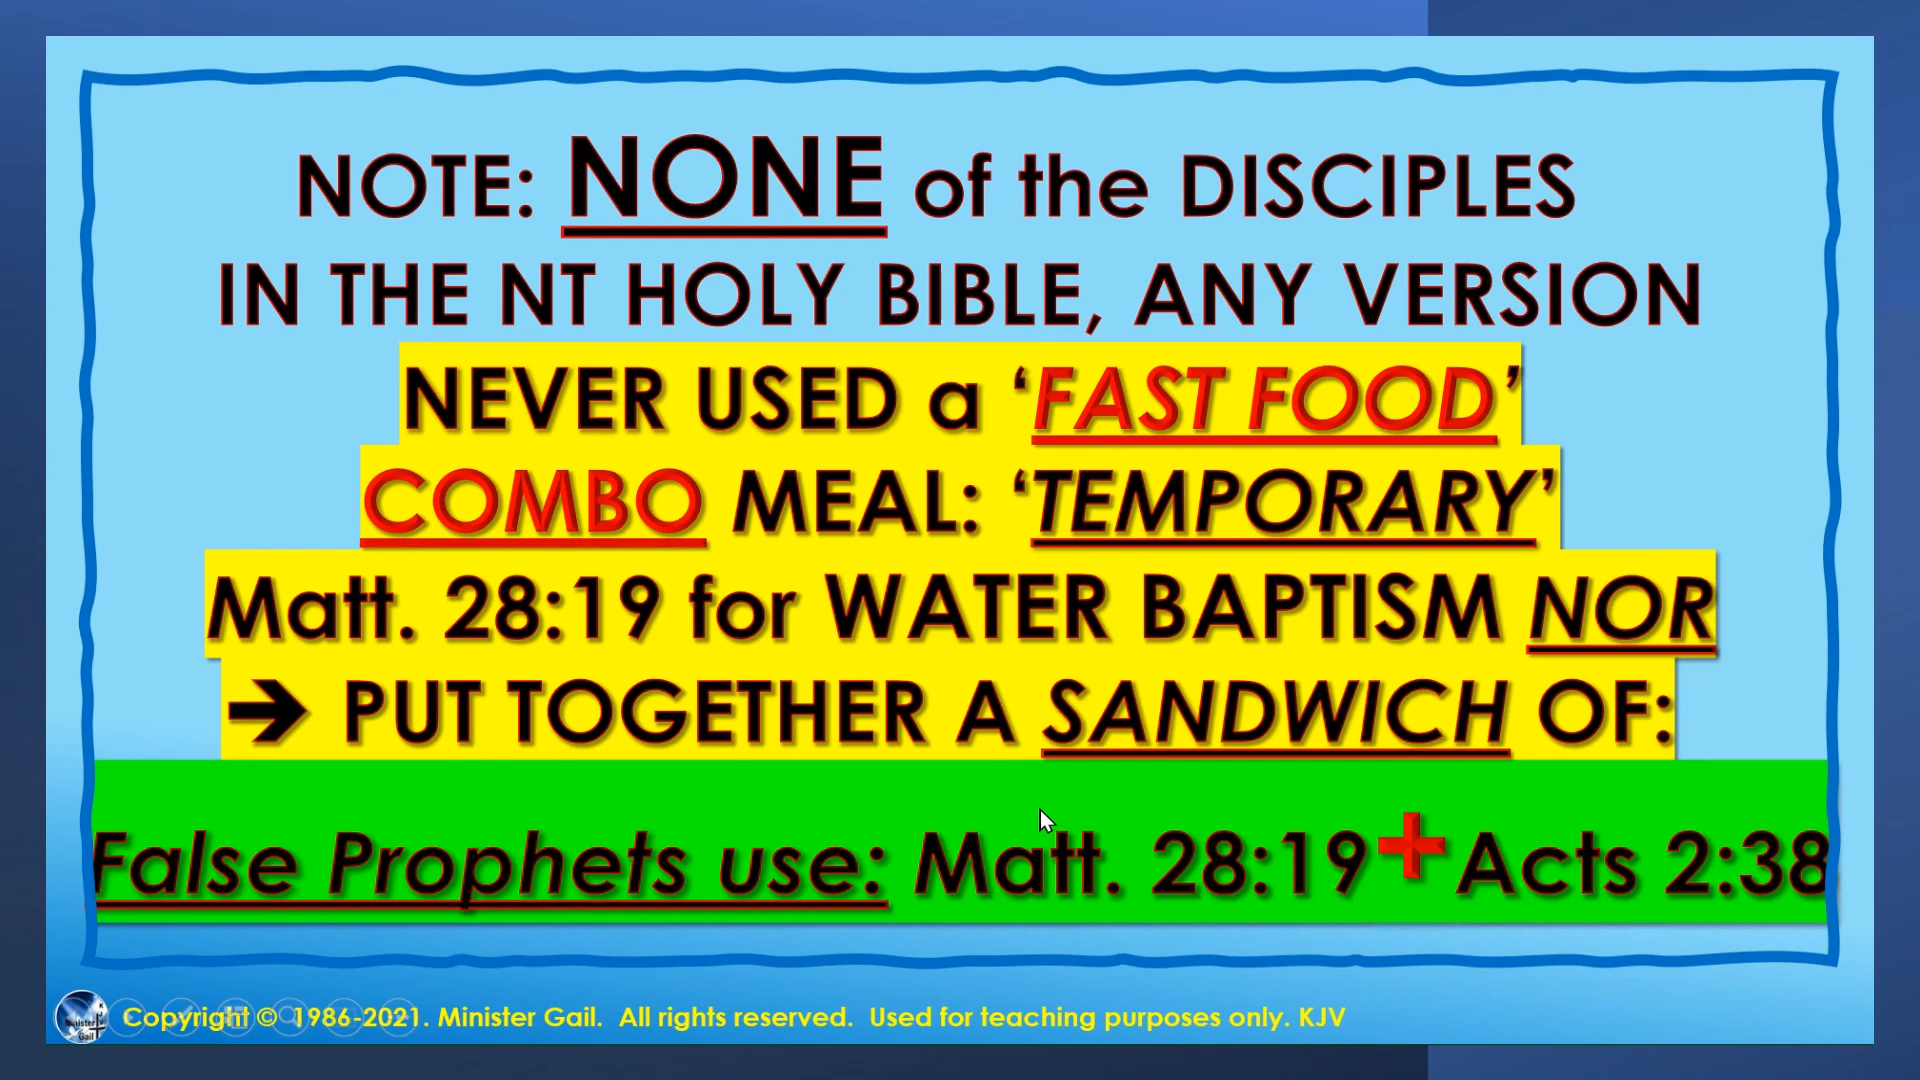 NOTE: NONE of the DISCIPLES
IN THE NT HOLY BIBLE, ANY VERSION
NEVER USED a ‘FAST FOOD’
COMBO MEAL: ‘TEMPORARY’
Matt. 28:19 for WATER BAPTISM NOR
➔ PUT TOGETHER A SANDWICH OF:
False Prophets use: Matt. 28:19+Acts 2:38
Copyright © 1986-2021. Minister Gail. All rights reserved. Used for teaching purposes only. KJV